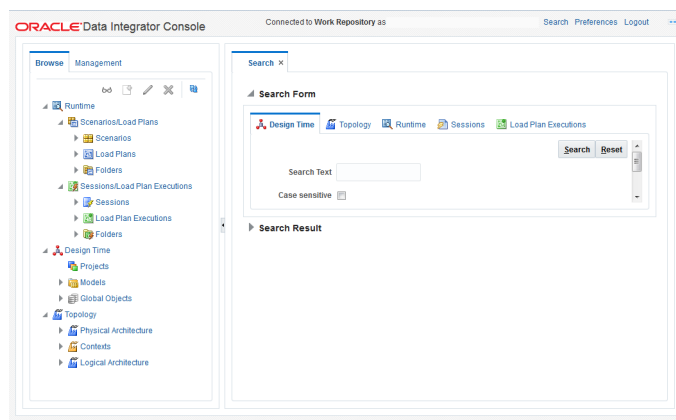 ORACLE Data Integrator Console
Connected to Work Repository as
Search Preferences Logout
Browse Management
Runtime
Scenarios/Load Plans
Scenarios
Load Plans
Folders
Sessions/Load Plan Executions
Sessions
Load Plan Executions
Folders
Design Time
Projects
Models
Global Objects
Topology
Physical Architecture
Contexts
Logical Architecture
Search ×
Search Form
Design Time Topology Runtime Sessions Load Plan Executions
Search Reset
Search Text
Case sensitive
Search Result